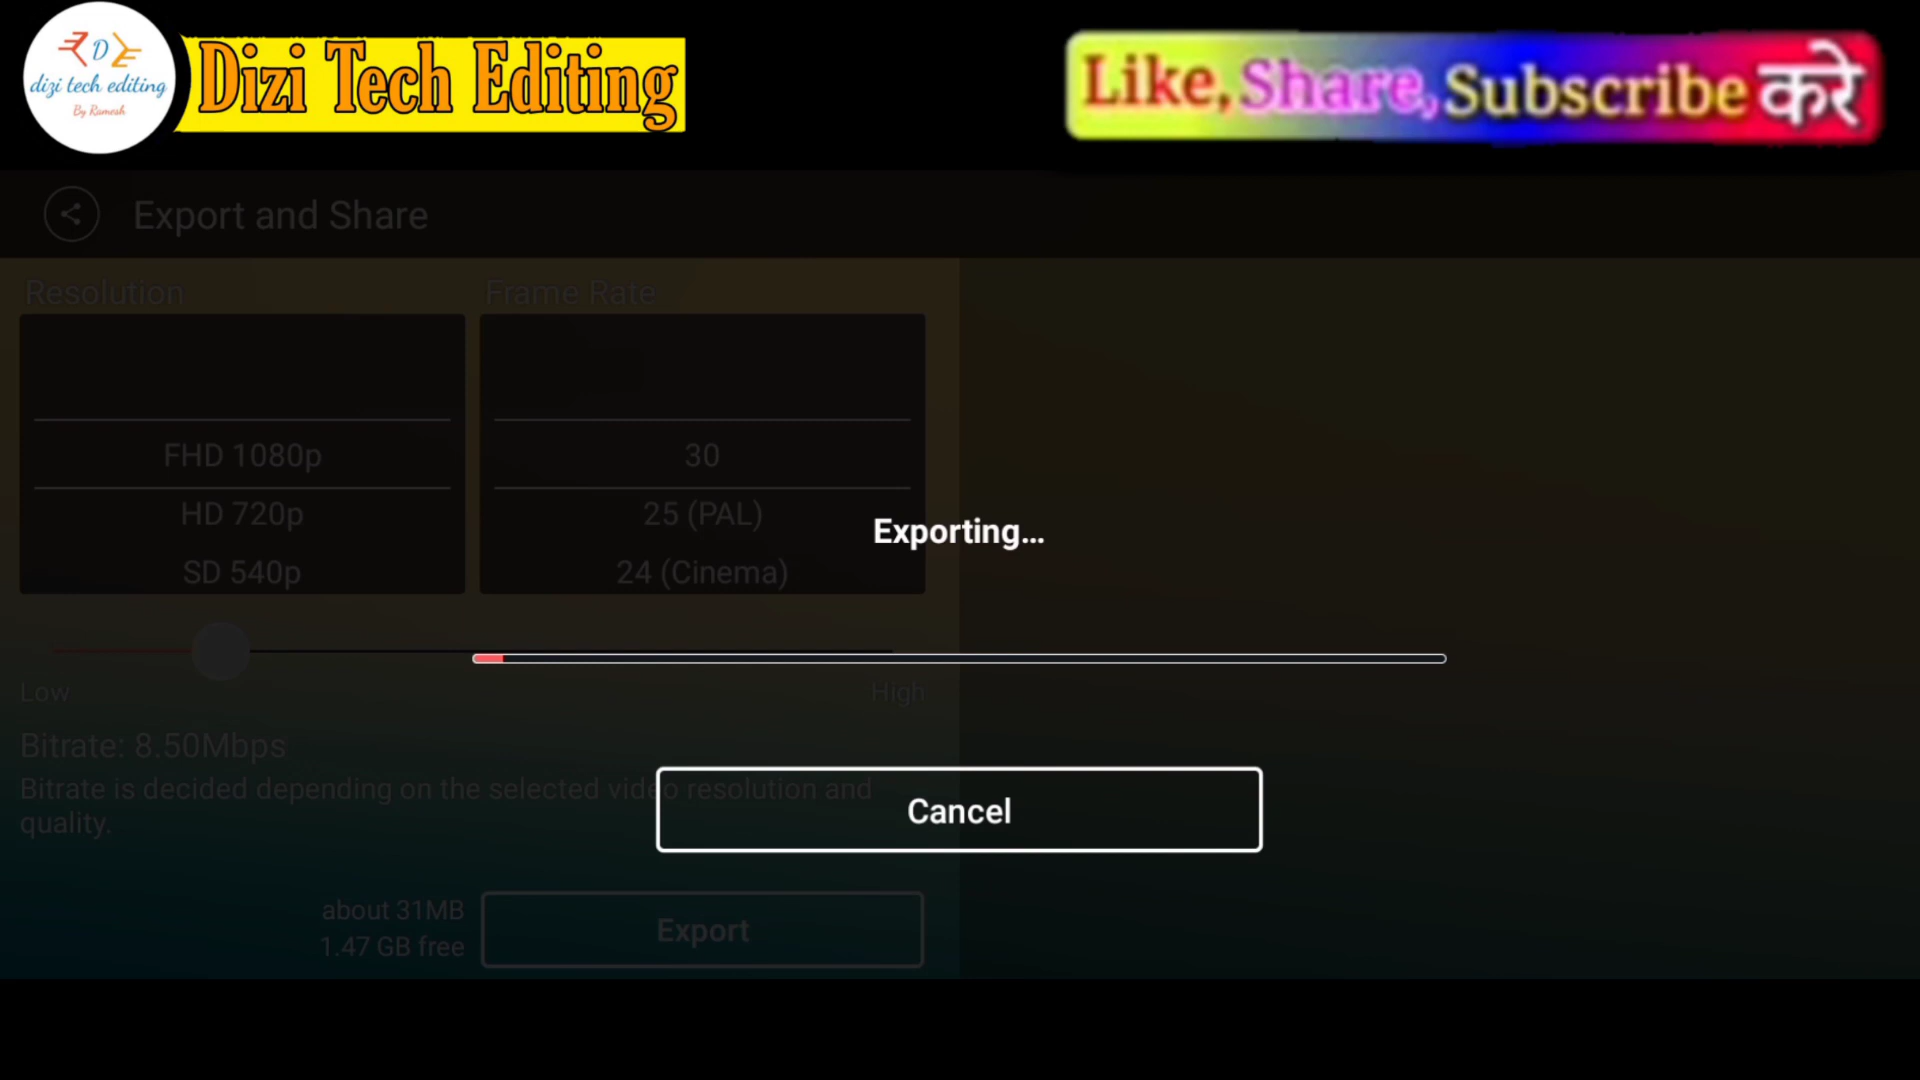 dizi tech editing
By Ramesh
Dizi Tech Editing
Like, Share, Subscribe करे
Export and Share
Resolution
Frame Rate
FHD 1080p
HD 720p
SD 540p
30
25 (PAL)
24 (Cinema)
Exporting...
Low
High
Bitrate: 8.50Mbps
Bitrate is decided depending on the selected video resolution and
quality.
Cancel
about 31MB
1.47 GB free
Export